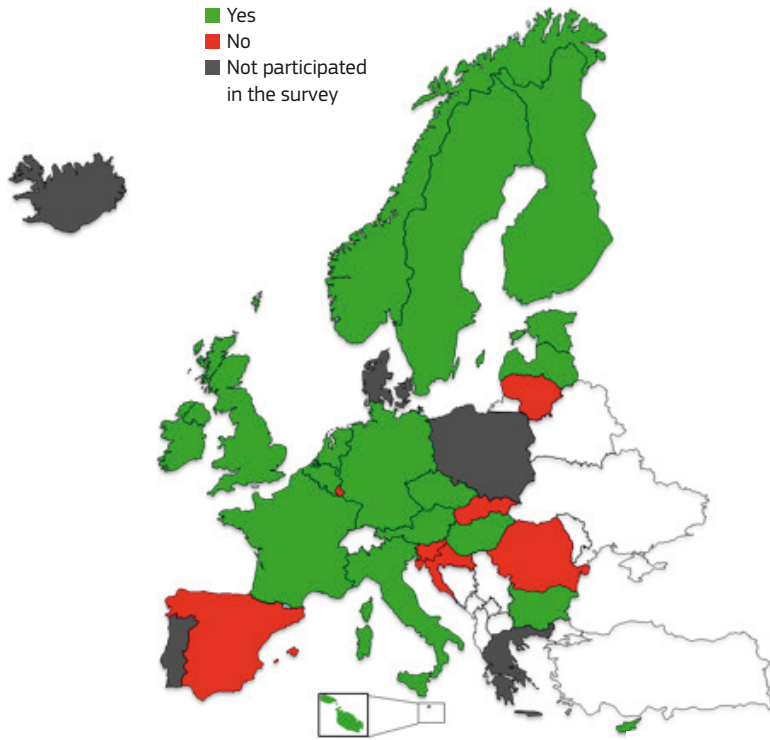 Yes
No
Not participated
in the survey